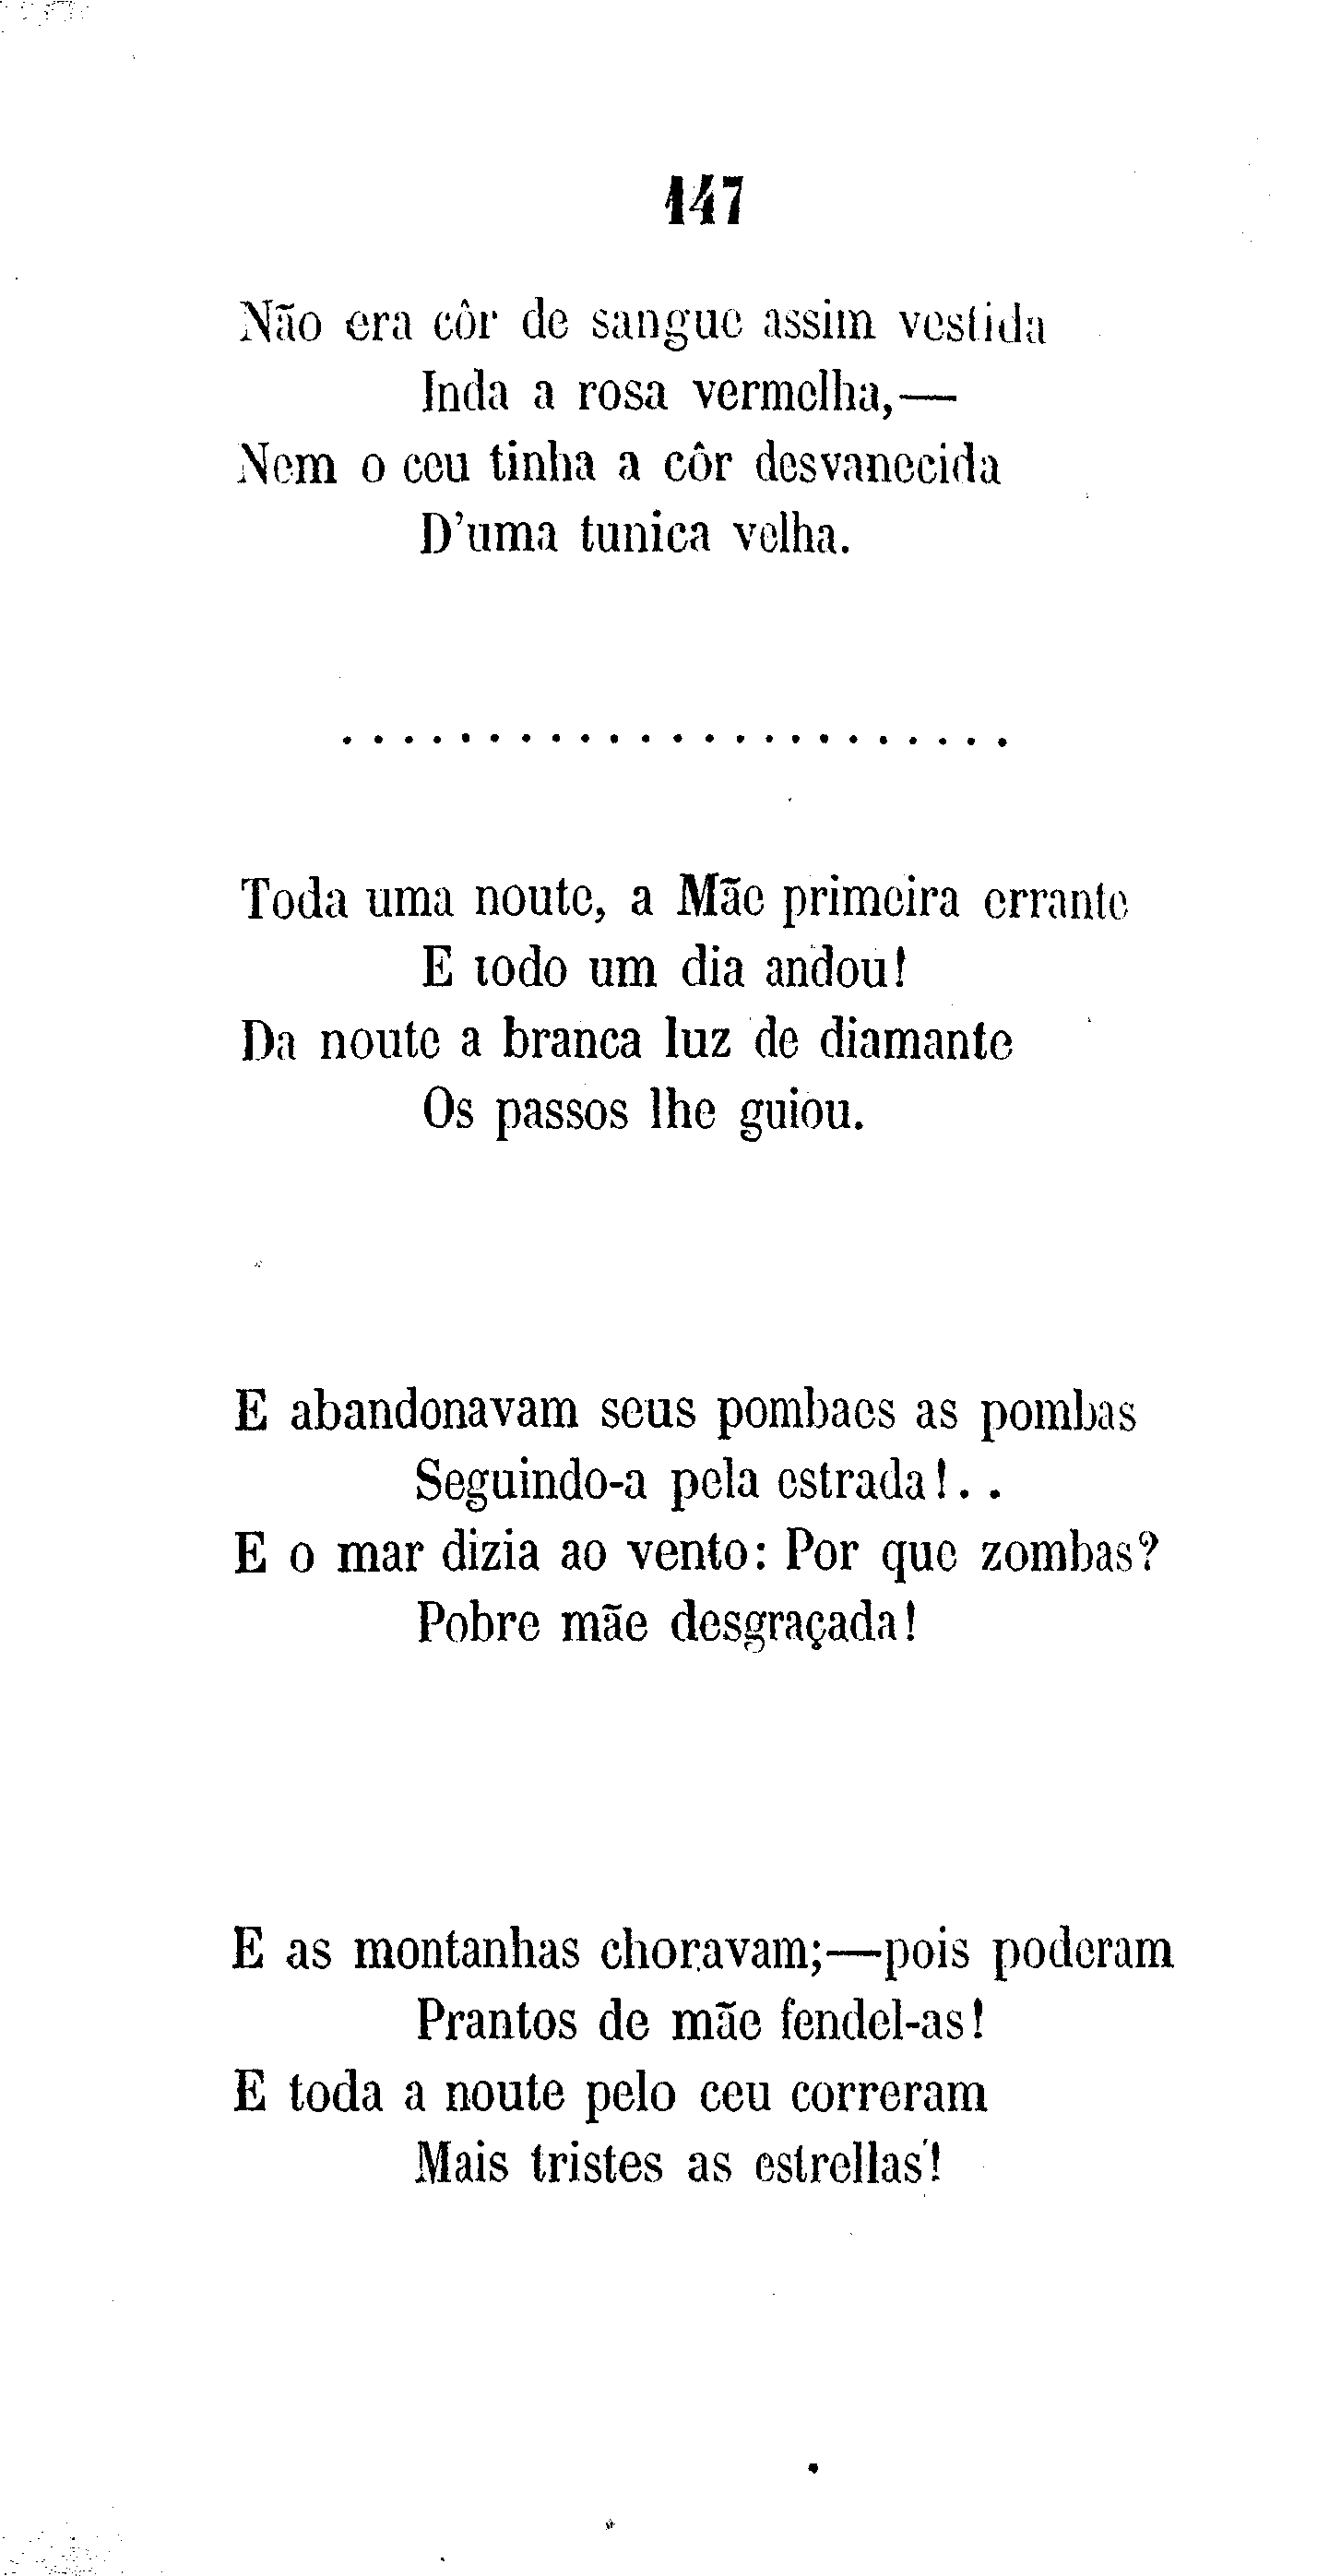 147
Não era côr de sangue assim vestida
Inda a rosa vermelha,—
Nem o ceu tinha a côr desvanecida
D'uma tunica velha.
. . . . . . . . . . . . . . . . . . . . . . .
Toda uma noute, a Mãe primeira errante
E todo um dia andou!
Da noute a branca luz de diamante
Os passos lhe guiou.
E abandonavam seus pombaes as pombas
Seguindo-a pela estrada!. .
E o mar dizia ao vento: Por que zombas?
Pobre mãe desgraçada!
E as montanhas choravam;—pois poderam
Prantos de mãe fendel-as!
E toda a noute pelo ceu correram
Mais tristes as estrellas!